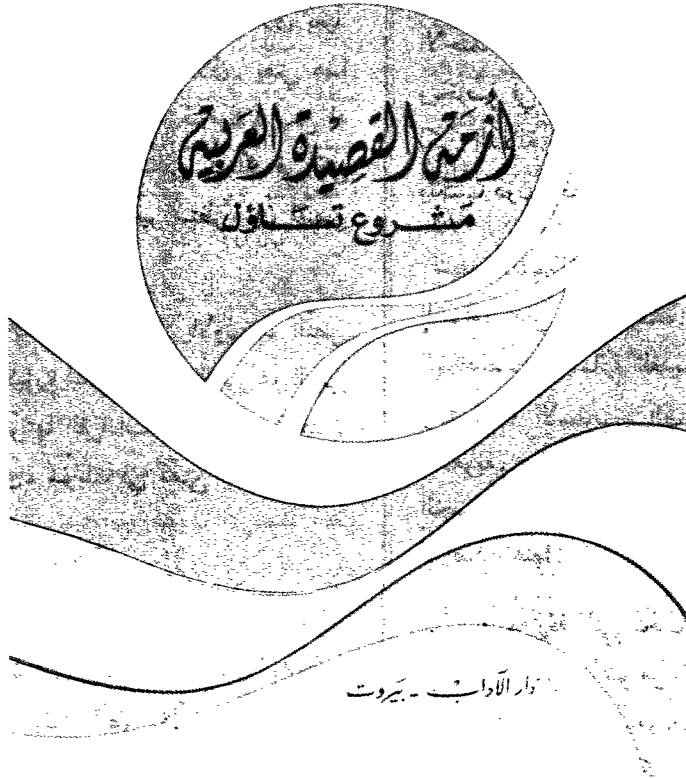 أزمة القصيدة العربية
مشروع تساؤل
دار الآداب - بيروت